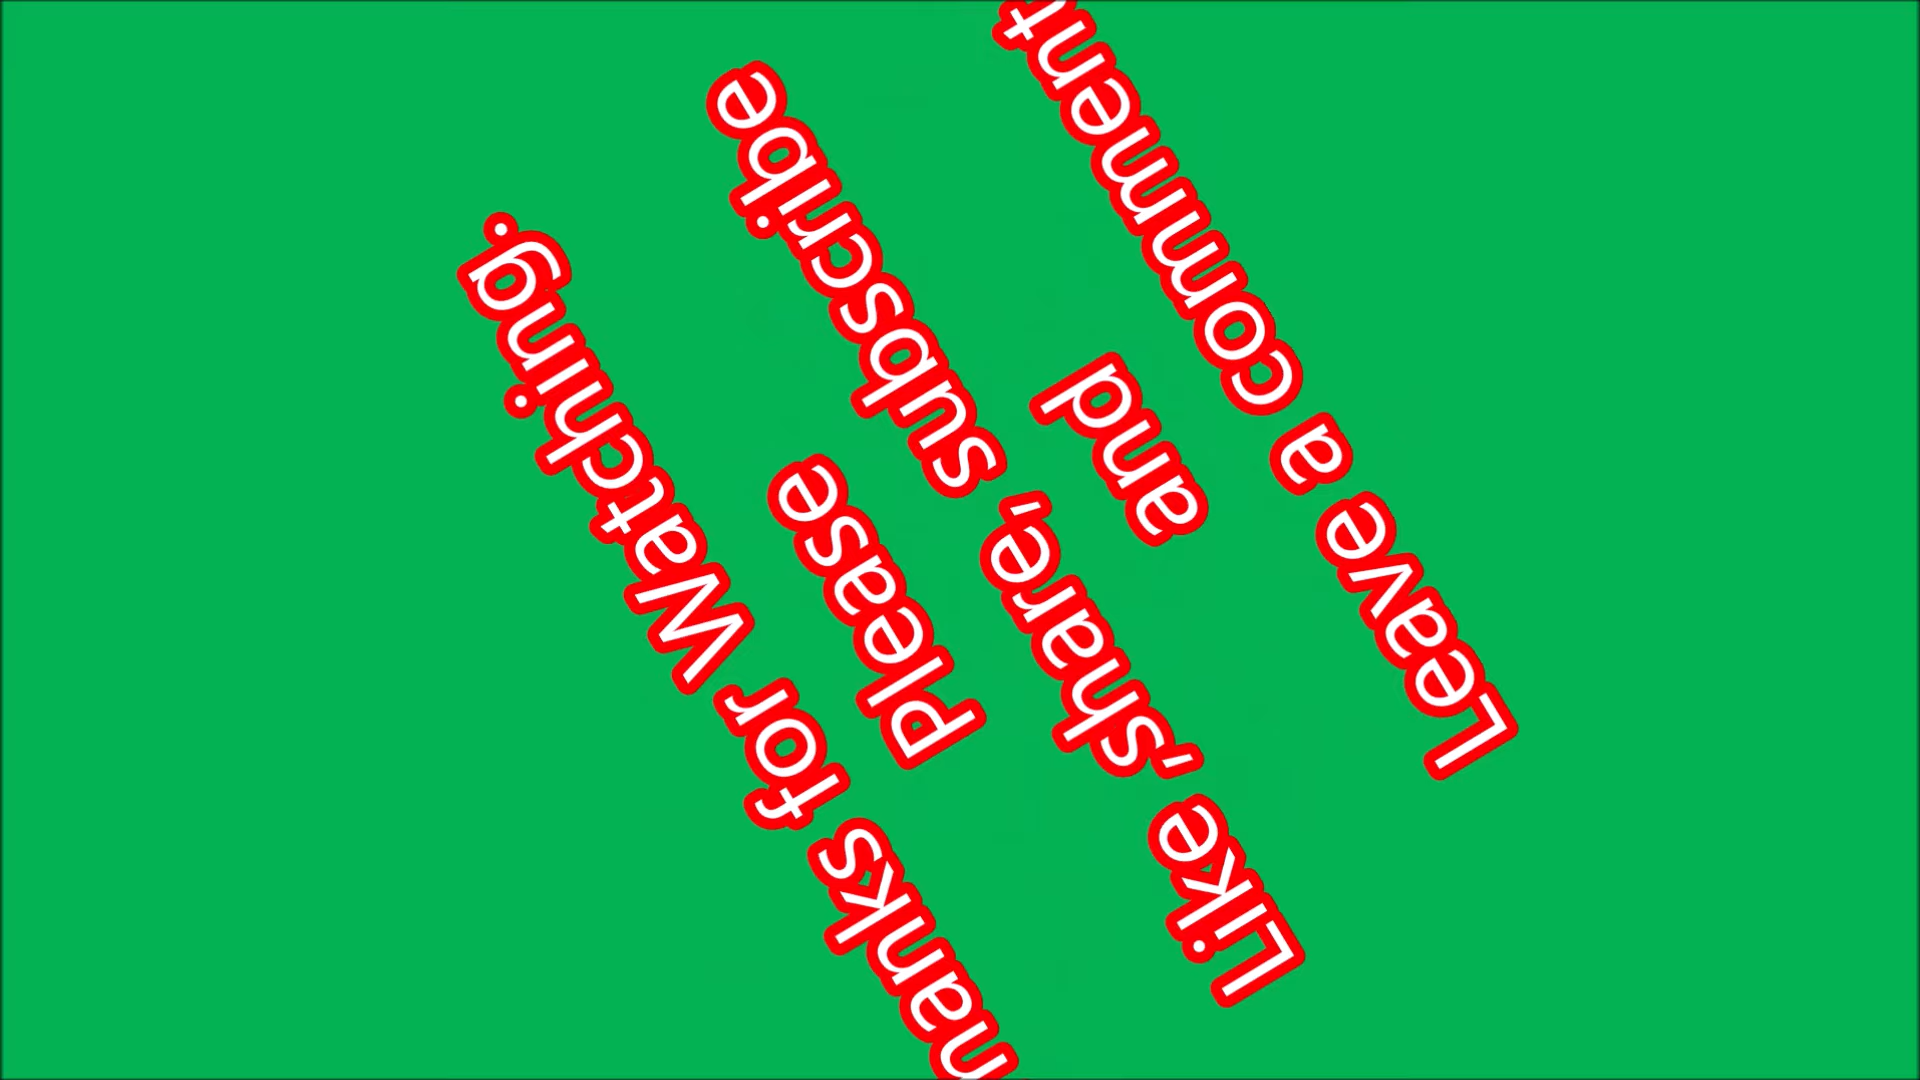 hanks for Watching.
Please
Like ,share, subscribe
and
Leave a comment